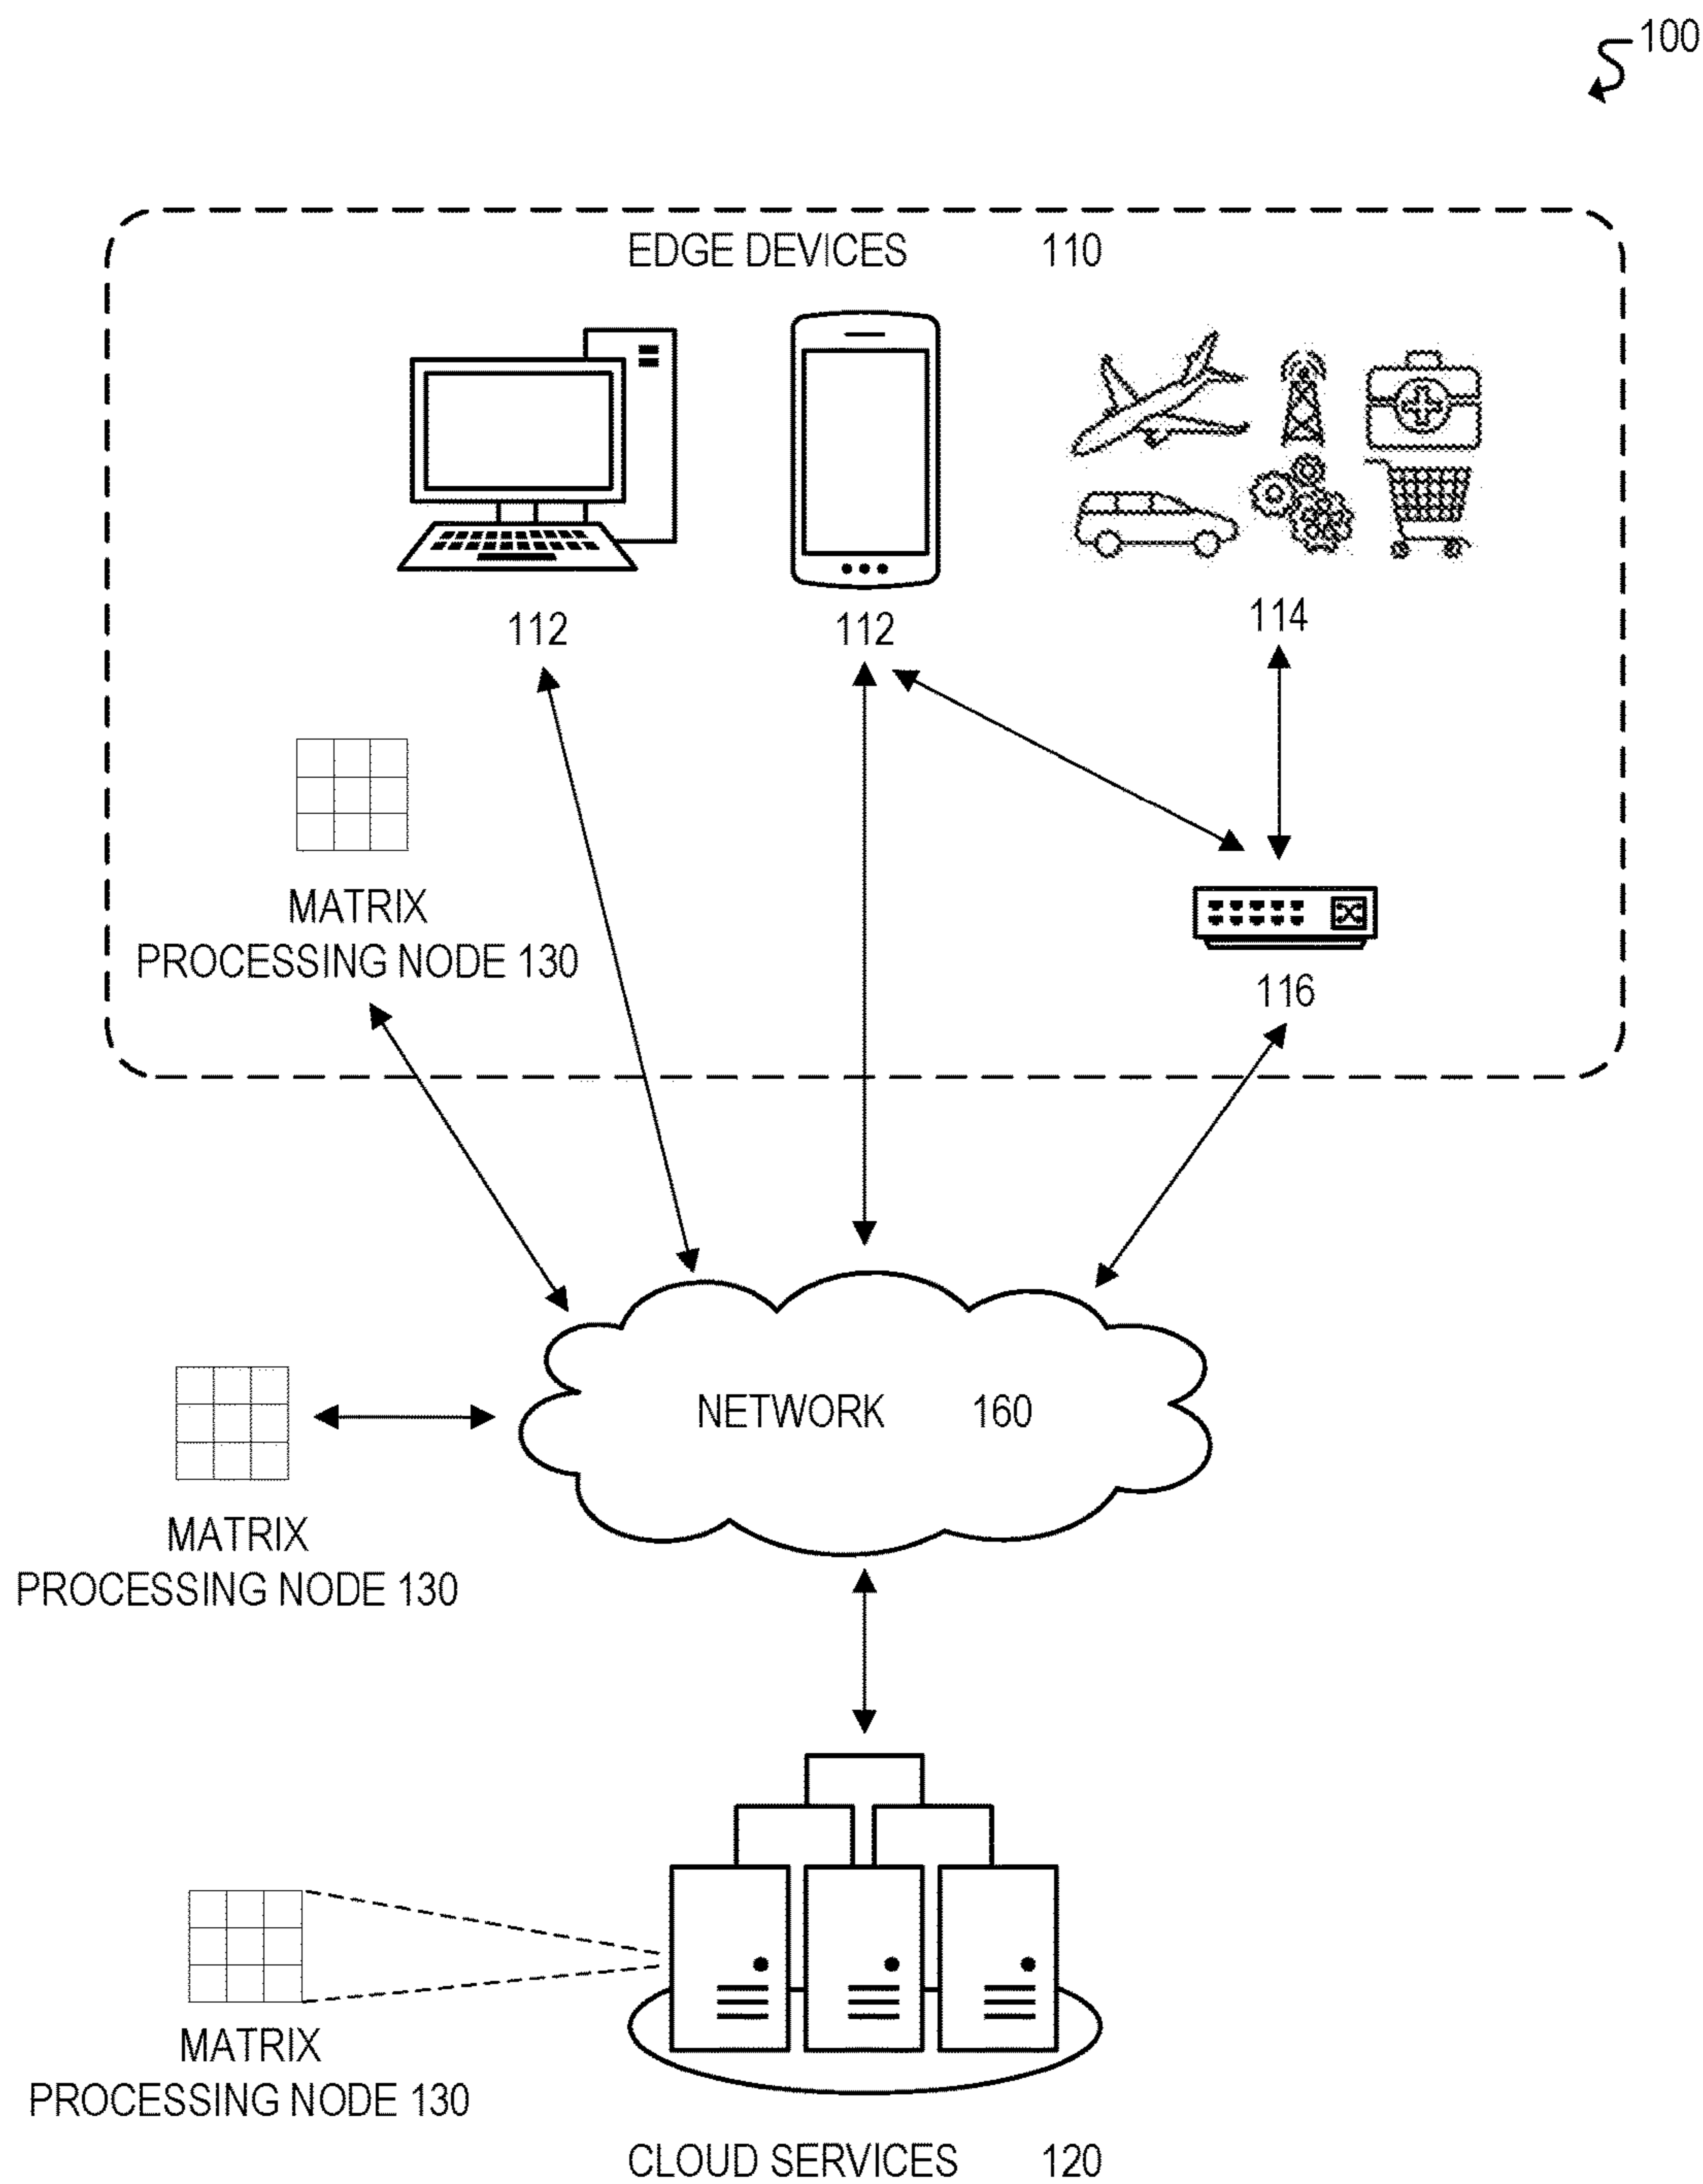 100
EDGE DEVICES 110
112
112
114
MATRIX
PROCESSING NODE 130
116
NETWORK 160
MATRIX
PROCESSING NODE 130
MATRIX
PROCESSING NODE 130
CLOUD SERVICES 120